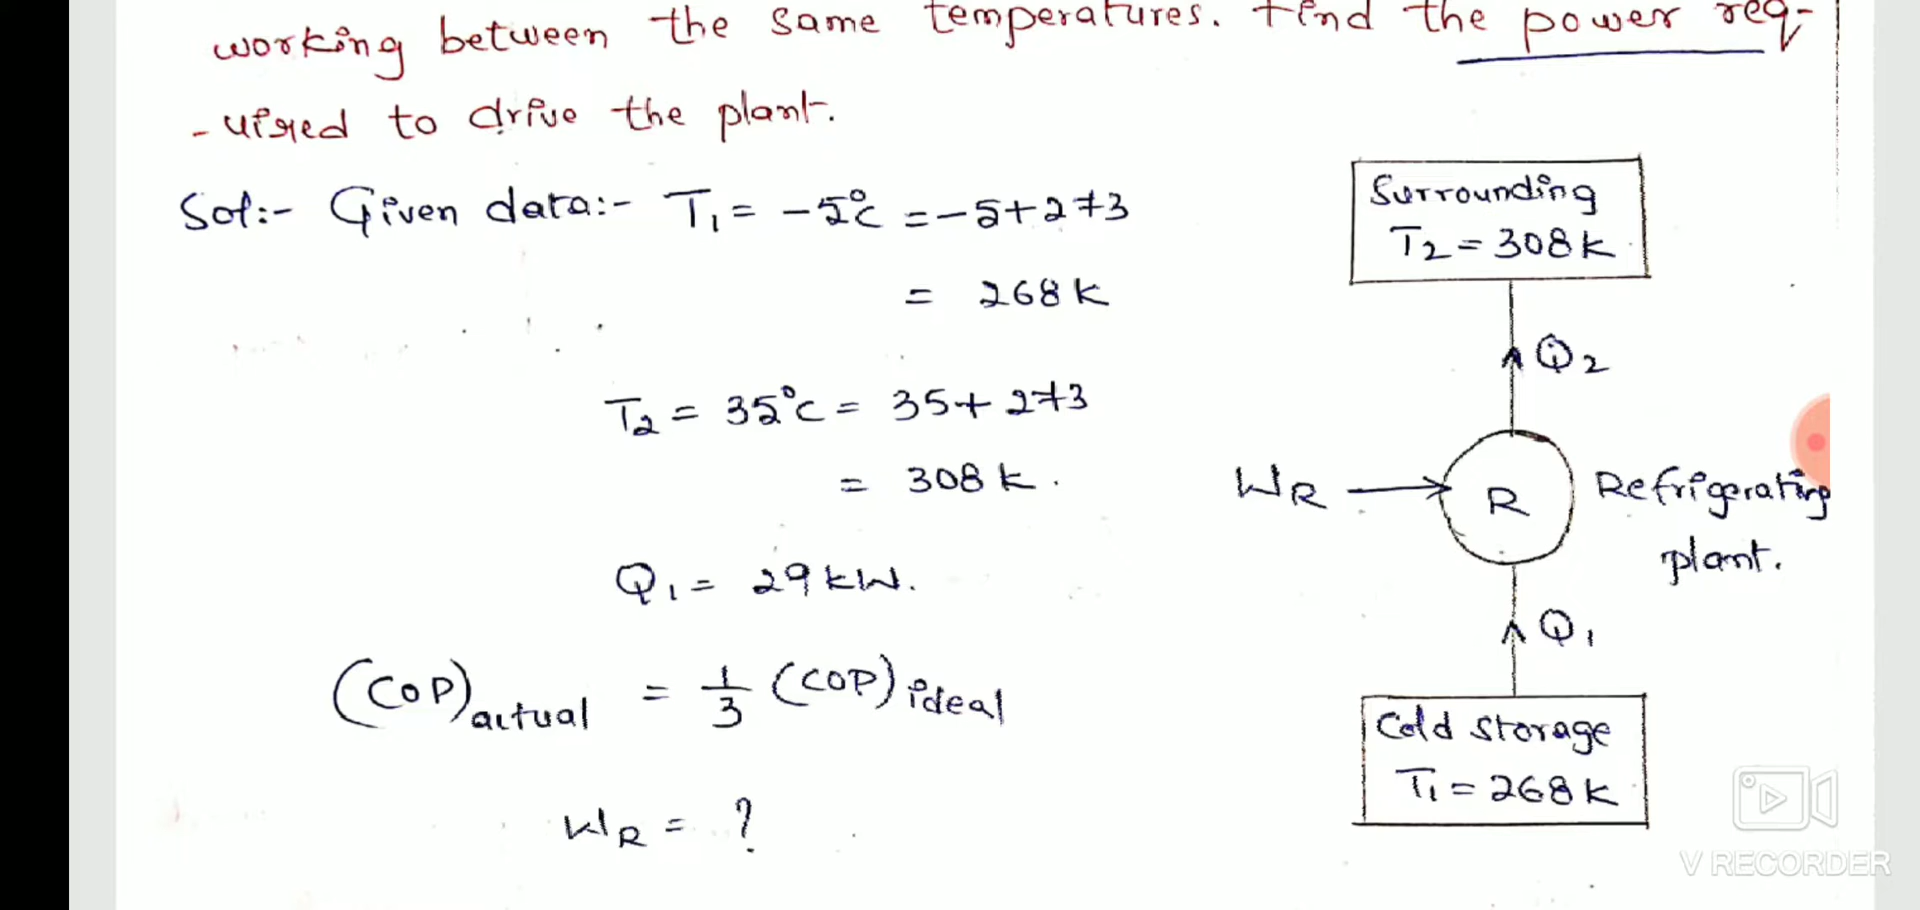 working between the same temperatures. Find the power req-
-uired to drive the plant.
Sol:- Given data:- T1 = -5°C = -5+273
= 268 K
T2 = 35°C = 35+273
= 308 K.
Q1 = 29 kW.
(COP)actual = 1/3 (COP)ideal
WR = ?
Surrounding
T2 = 308 K
Q2
WR
R
Refrigerating
plant.
Q1
Cold storage
T1 = 268 K
V RECORDER